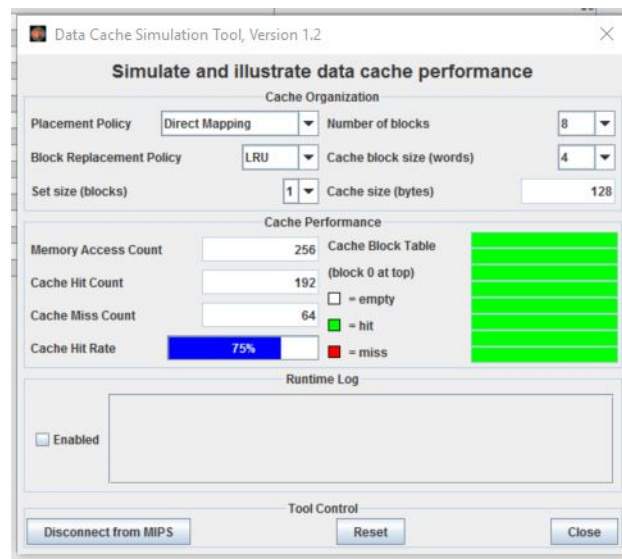 Data Cache Simulation Tool, Version 1.2
Simulate and illustrate data cache performance
Cache Organization
Placement Policy Direct Mapping Number of blocks 8
Block Replacement Policy LRU Cache block size (words) 4
Set size (blocks) 1 Cache size (bytes) 128
Cache Performance
Memory Access Count 256 Cache Block Table
(block 0 at top)
Cache Hit Count 192
= empty
Cache Miss Count 64
= hit
Cache Hit Rate 75%
= miss
Runtime Log
Enabled
Tool Control
Disconnect from MIPS Reset Close